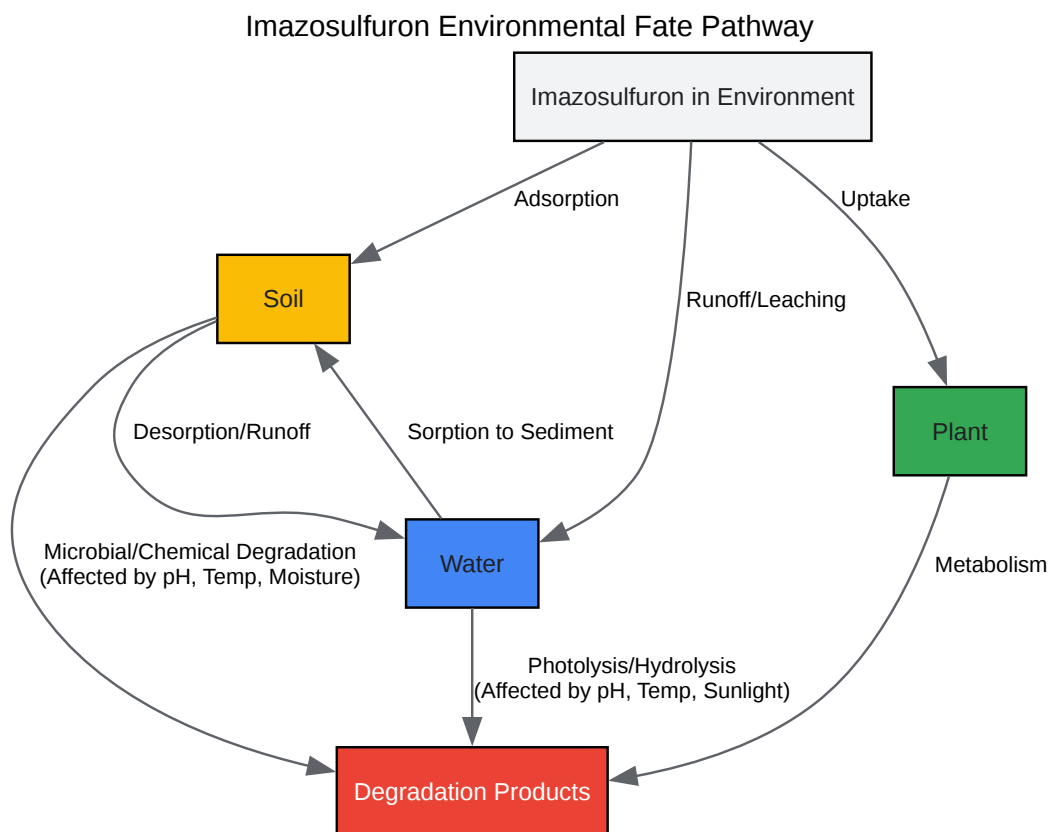 Imazosulfuron Environmental Fate Pathway
Imazosulfuron in Environment
Adsorption
Uptake
Soil
Runoff/Leaching
Desorption/Runoff
Sorption to Sediment
Plant
Microbial/Chemical Degradation
(Affected by pH, Temp, Moisture)
Water
Metabolism
Photolysis/Hydrolysis
(Affected by pH, Temp, Sunlight)
Degradation Products